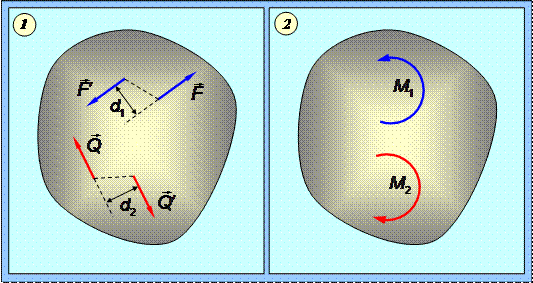 1
F⃗′
F⃗
d₁
Q⃗
d₂
Q⃗′
2
M₁
M₂